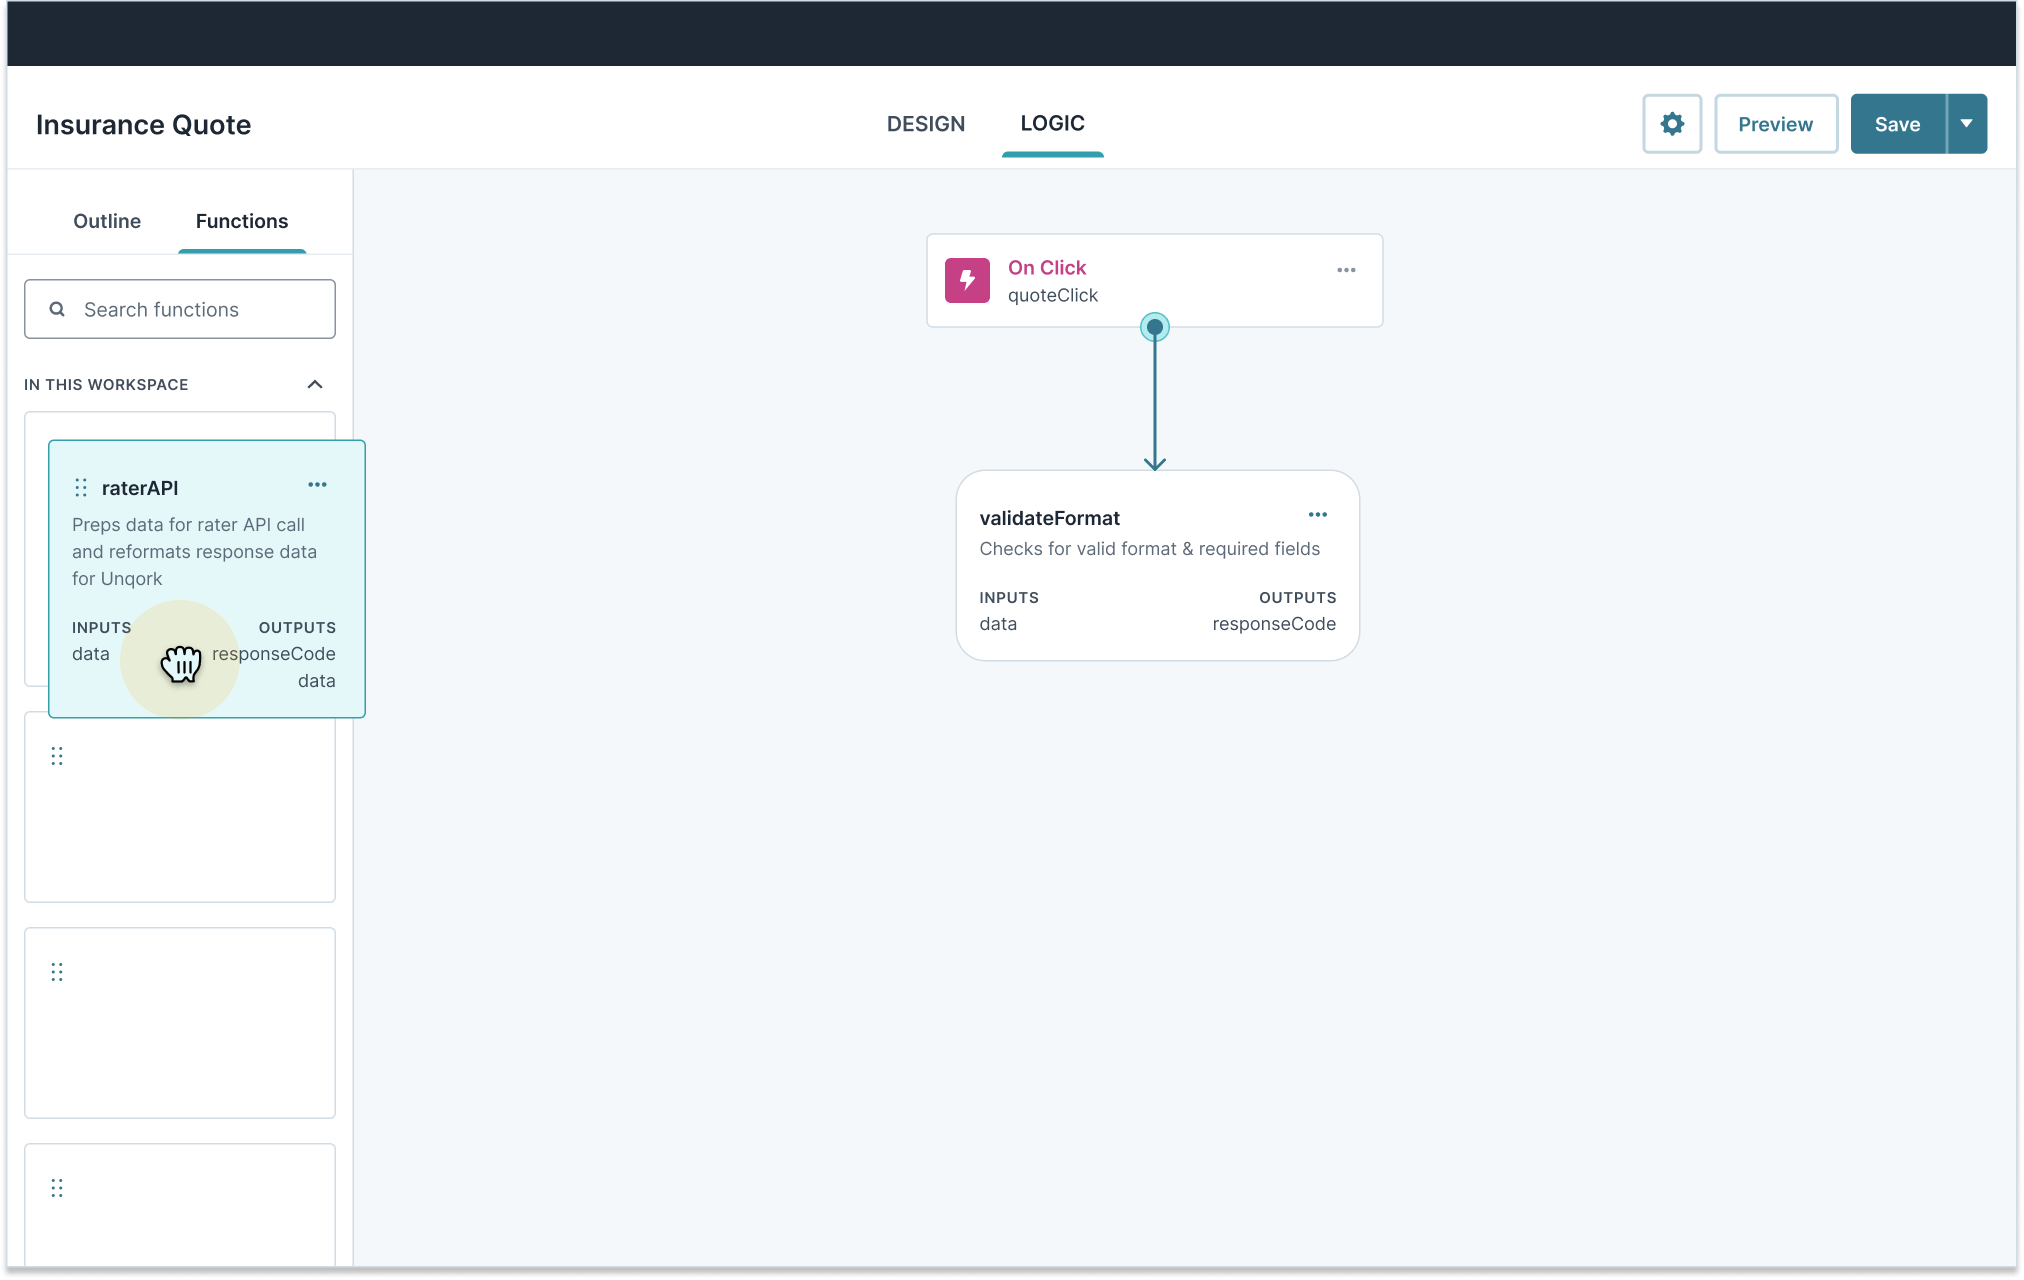 Insurance Quote
DESIGN
LOGIC
Preview
Save
Outline
Functions
Search functions
IN THIS WORKSPACE
raterAPI
Preps data for rater API call
and reformats response data
for Unqork
INPUTS
OUTPUTS
data
responseCode
data
On Click
quoteClick
validateFormat
Checks for valid format & required fields
INPUTS
OUTPUTS
data
responseCode